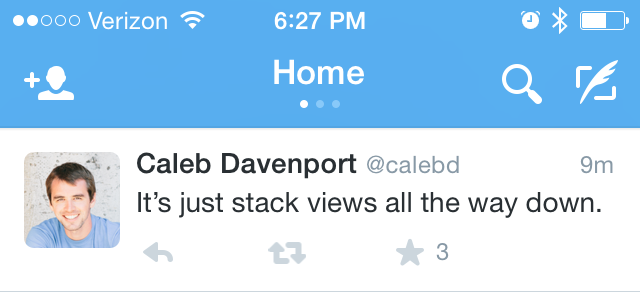 Verizon 6:27 PM
Home
Caleb Davenport @calebd 9m
It's just stack views all the way down.
3